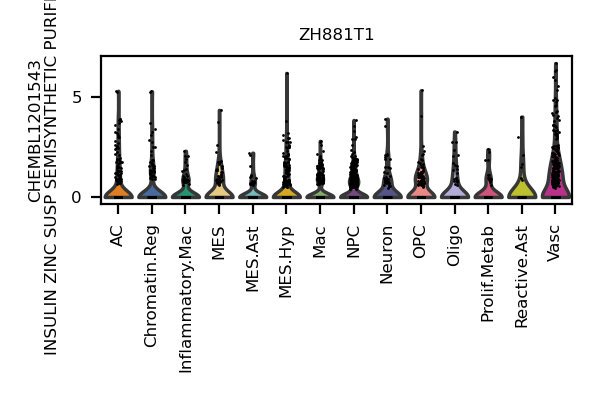 ZH881T1
CHEMBL1201543
INSULIN ZINC SUSP SEMISYNTHETIC
5
0
AC
Chromatin.Reg
Inflammatory.Mac
MES
MES.Ast
MES.Hyp
Mac
NPC
Neuron
OPC
Oligo
Prolif.Metab
Reactive.Ast
Vasc